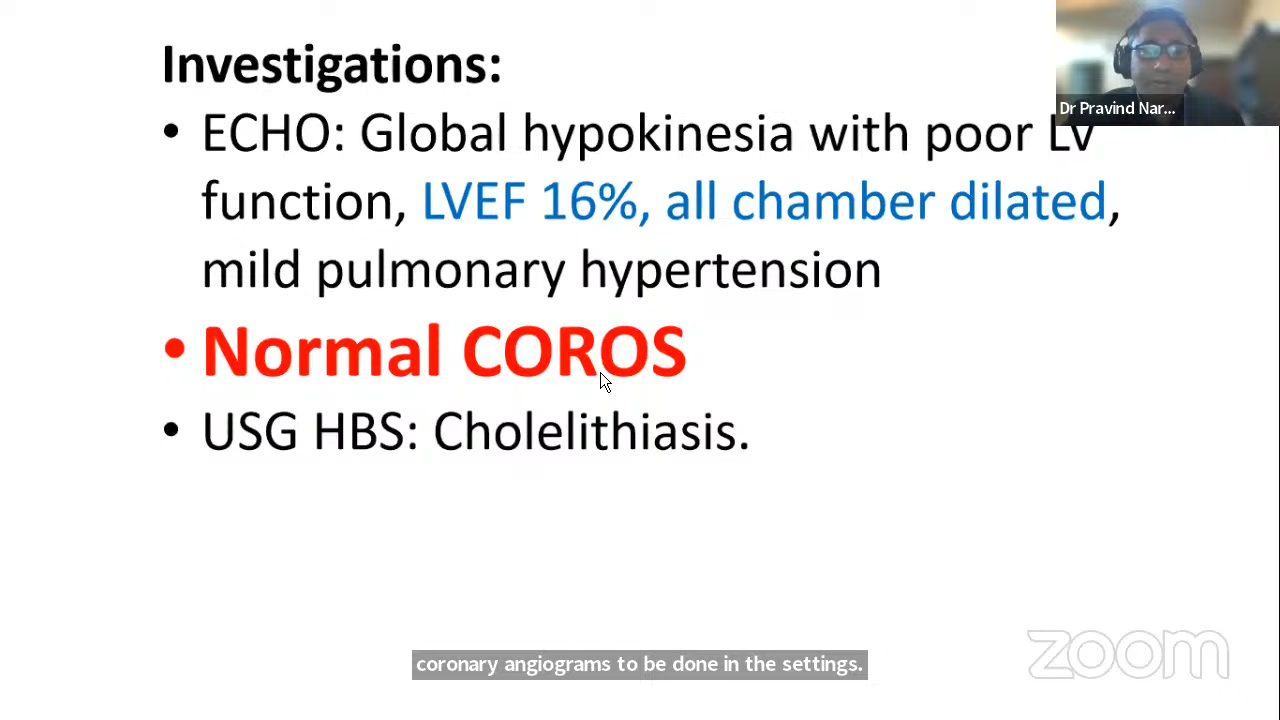 Investigations:
• ECHO: Global hypokinesia with poor LV
function, LVEF 16%, all chamber dilated,
mild pulmonary hypertension
• Normal COROS
• USG HBS: Cholelithiasis.
Dr Pravind Nar...
coronary angiograms to be done in the settings.
zoom